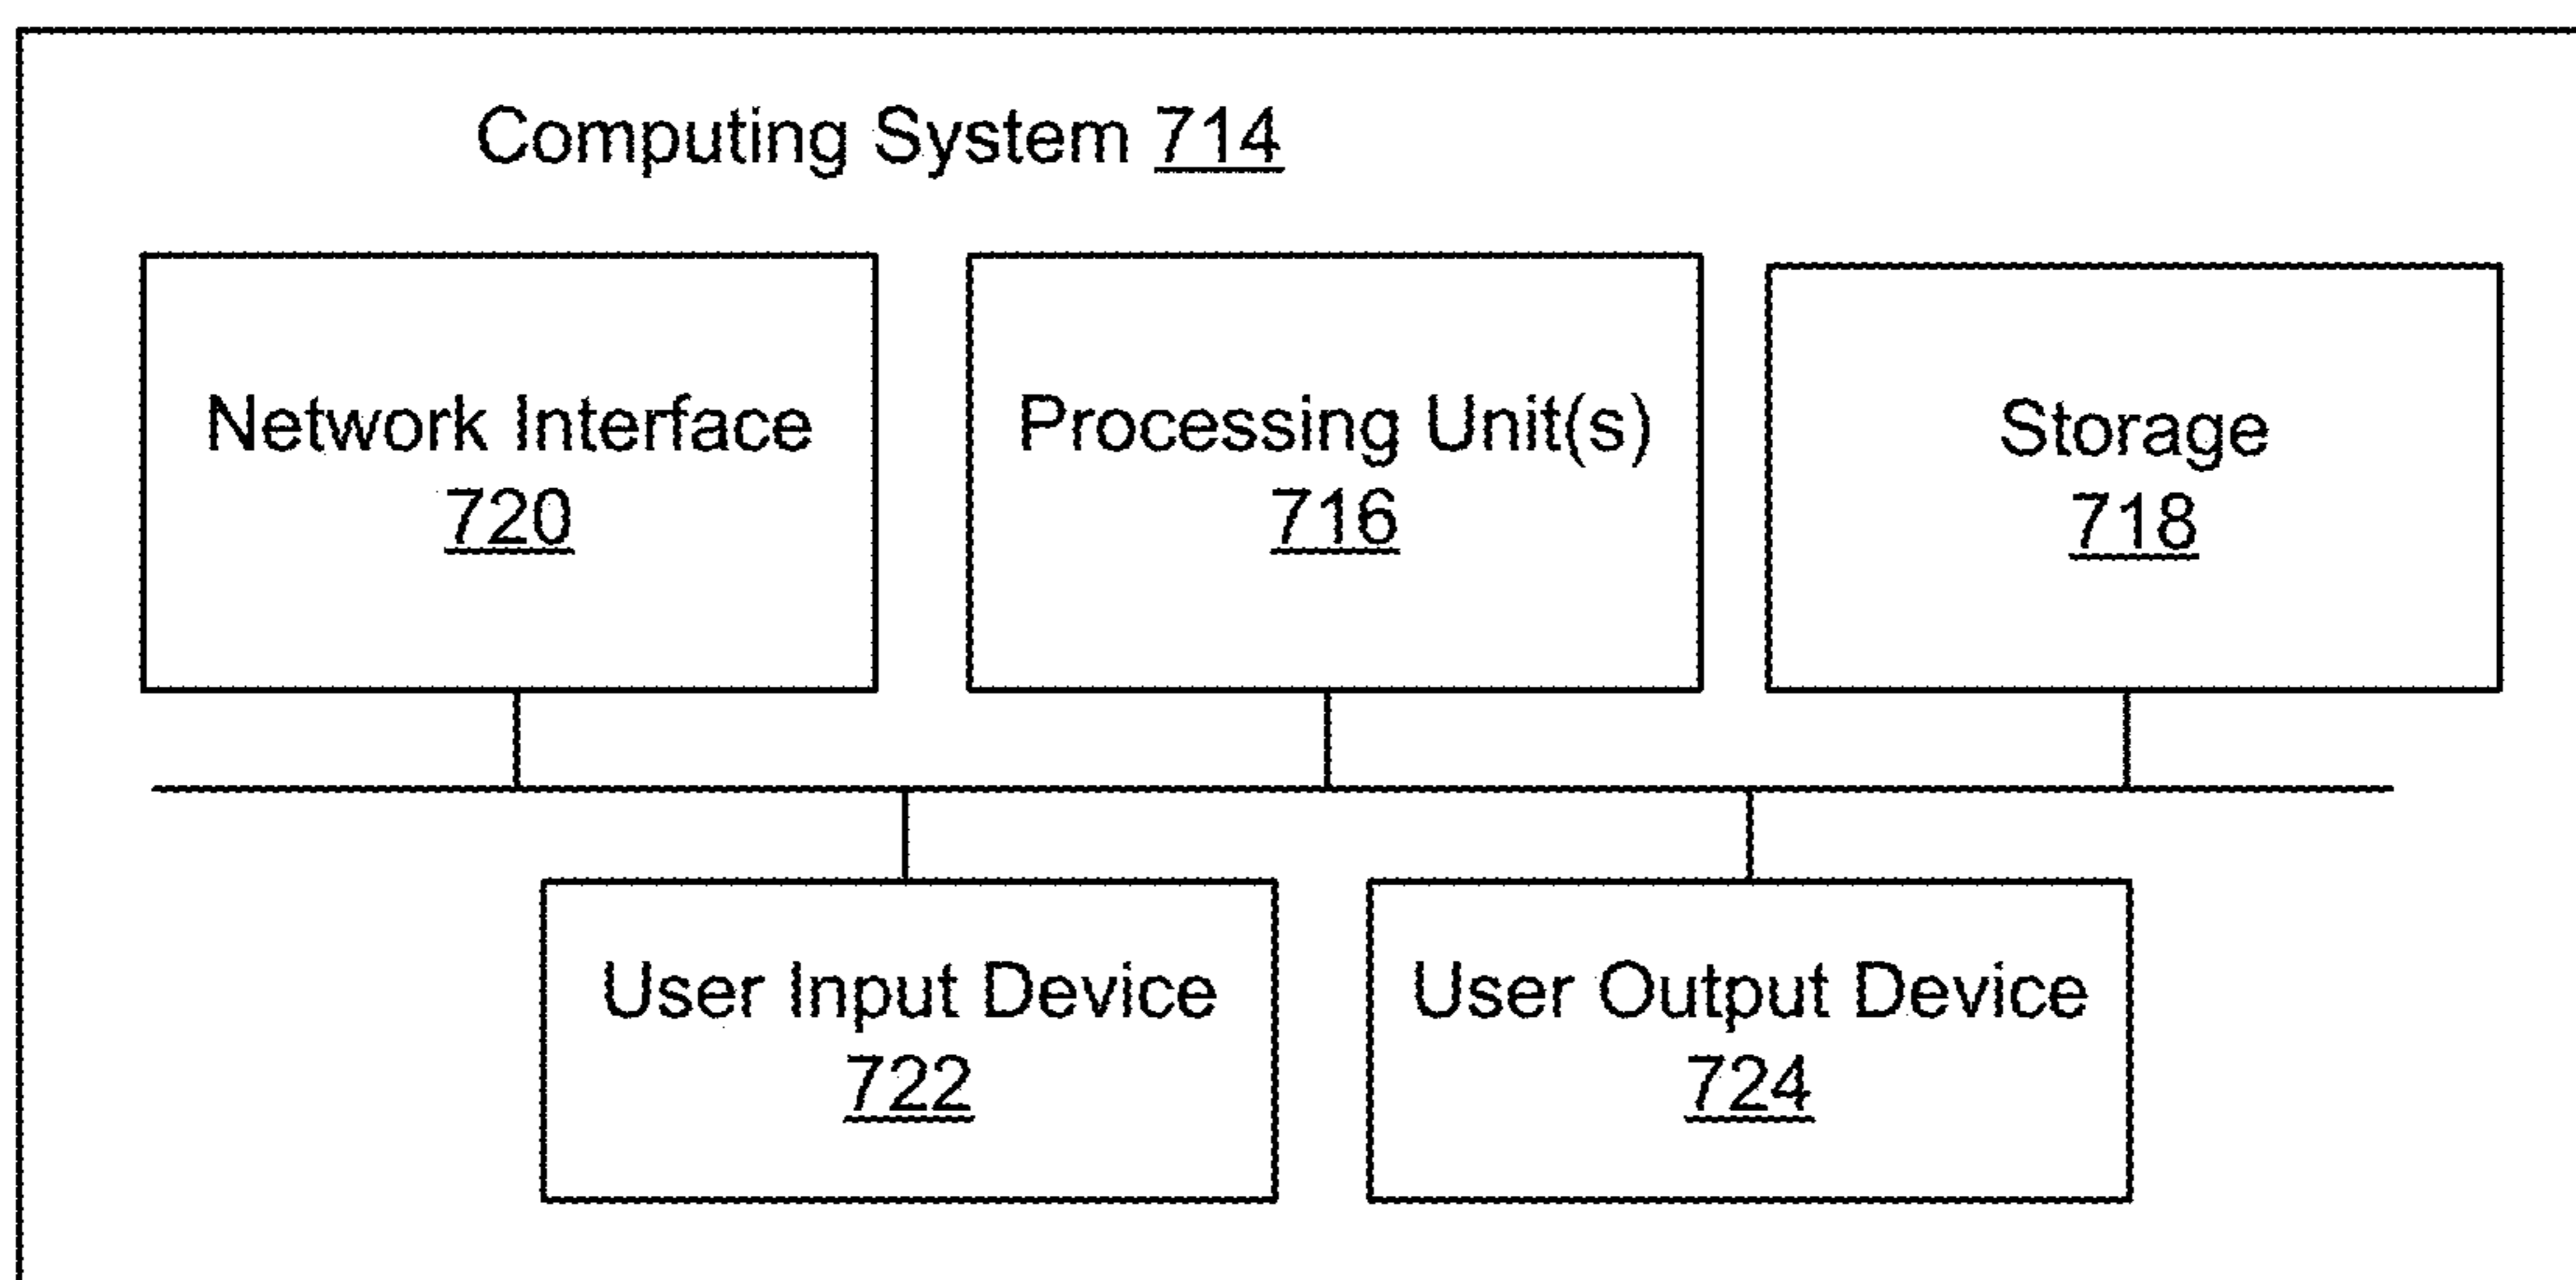 Computing System 714
Network Interface
720
Processing Unit(s)
716
Storage
718
User Input Device
722
User Output Device
724